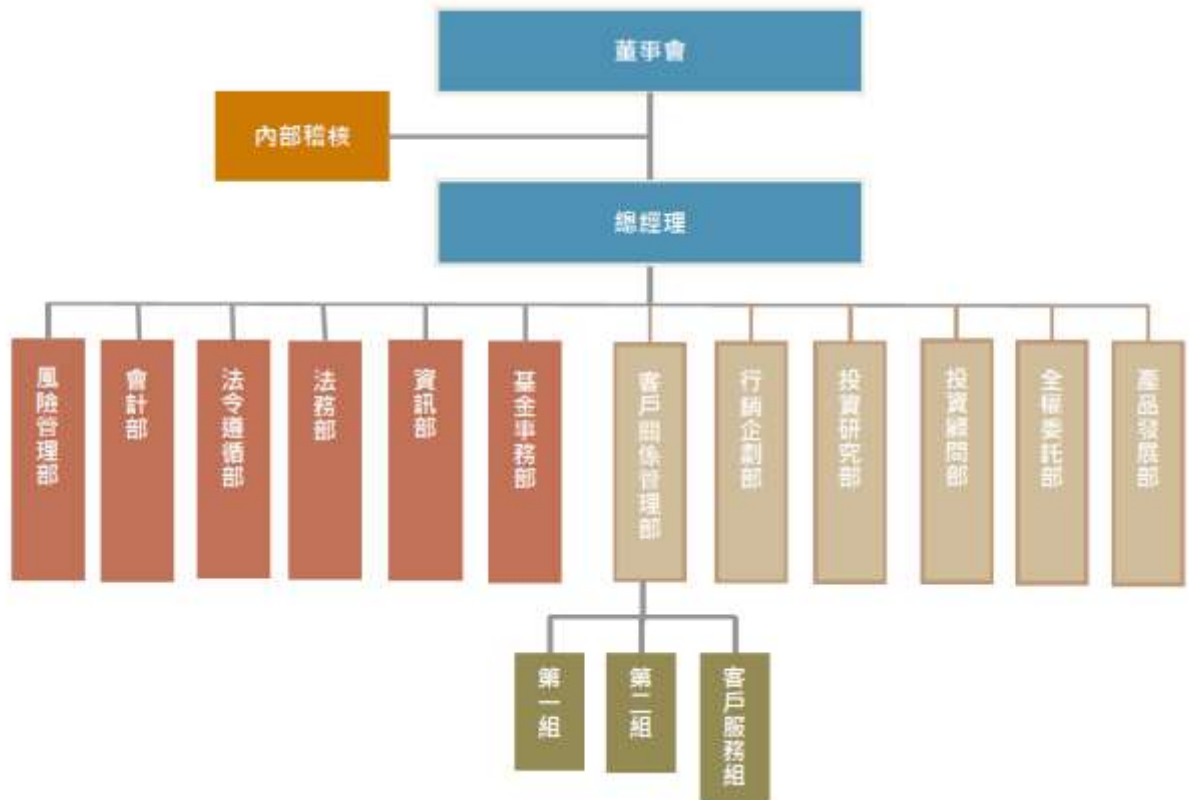 董事會
內部稽核
總經理
風險管理部
會計部
法令遵循部
法務部
資訊部
基金事務部
客戶關係管理部
行銷企劃部
投資研究部
投資顧問部
全權委託部
產品發展部
第一組
第二組
客戶服務組